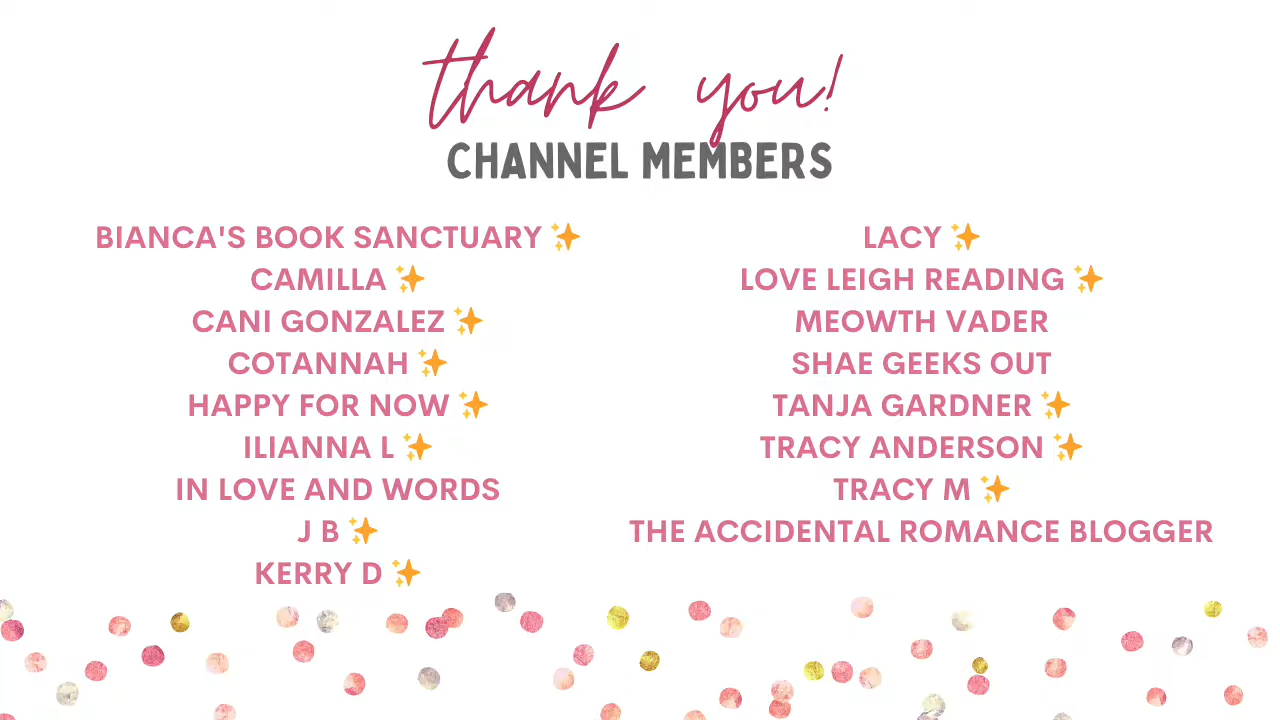 thank you!
CHANNEL MEMBERS
BIANCA'S BOOK SANCTUARY ✨
CAMILLA ✨
CANI GONZALEZ ✨
COTANNAH ✨
HAPPY FOR NOW ✨
ILIANNA L ✨
IN LOVE AND WORDS
J B ✨
KERRY D ✨
LACY ✨
LOVE LEIGH READING ✨
MEOWTH VADER
SHAE GEEKS OUT
TANJA GARDNER ✨
TRACY ANDERSON ✨
TRACY M ✨
THE ACCIDENTAL ROMANCE BLOGGER